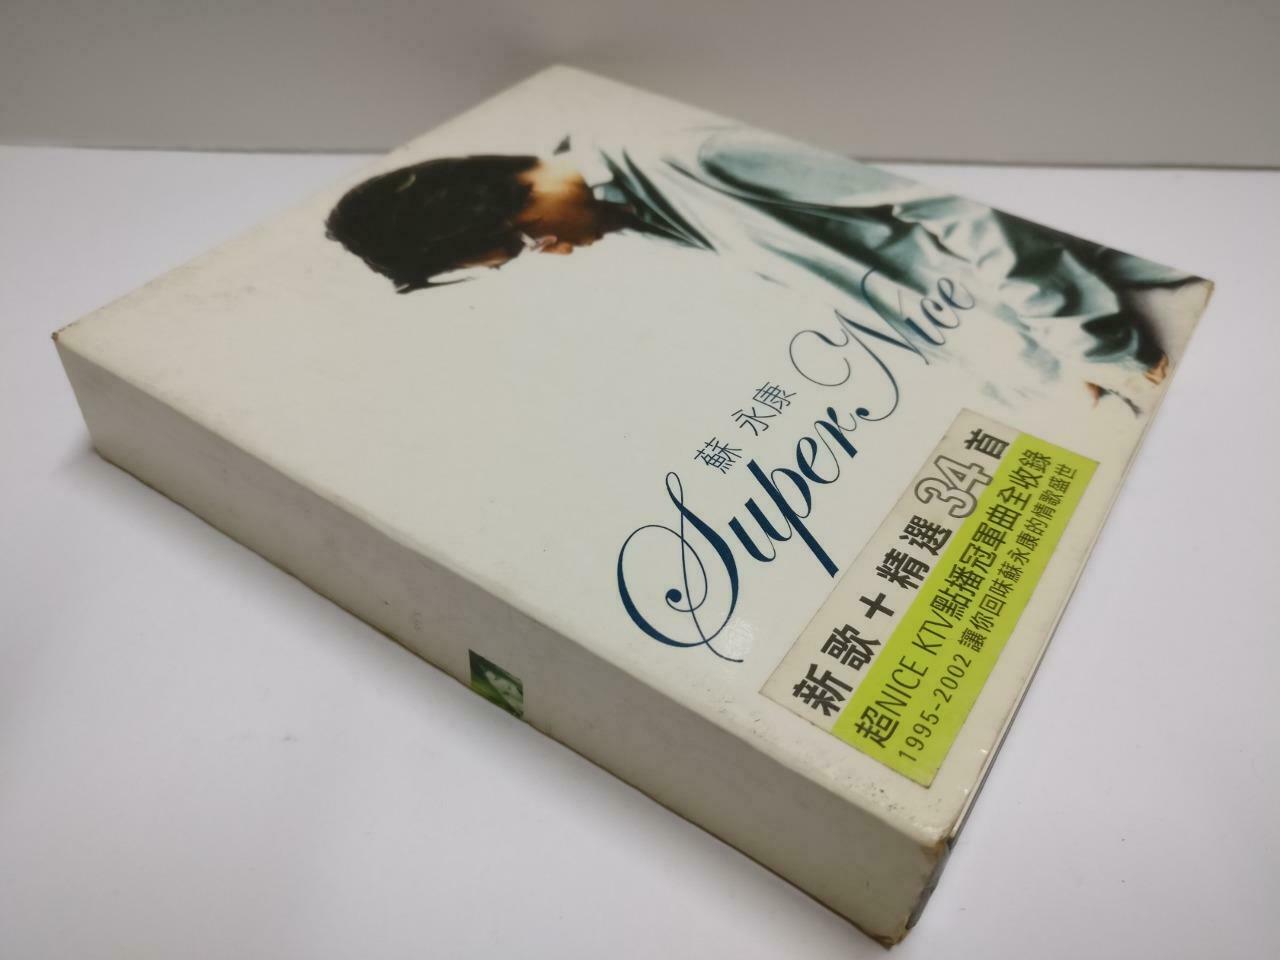 蘇 永康
Super Nice
新歌+精選34首
超NICE KTV點播冠軍曲全收錄
1995-2002 讓你回味蘇永康的情歌盛世